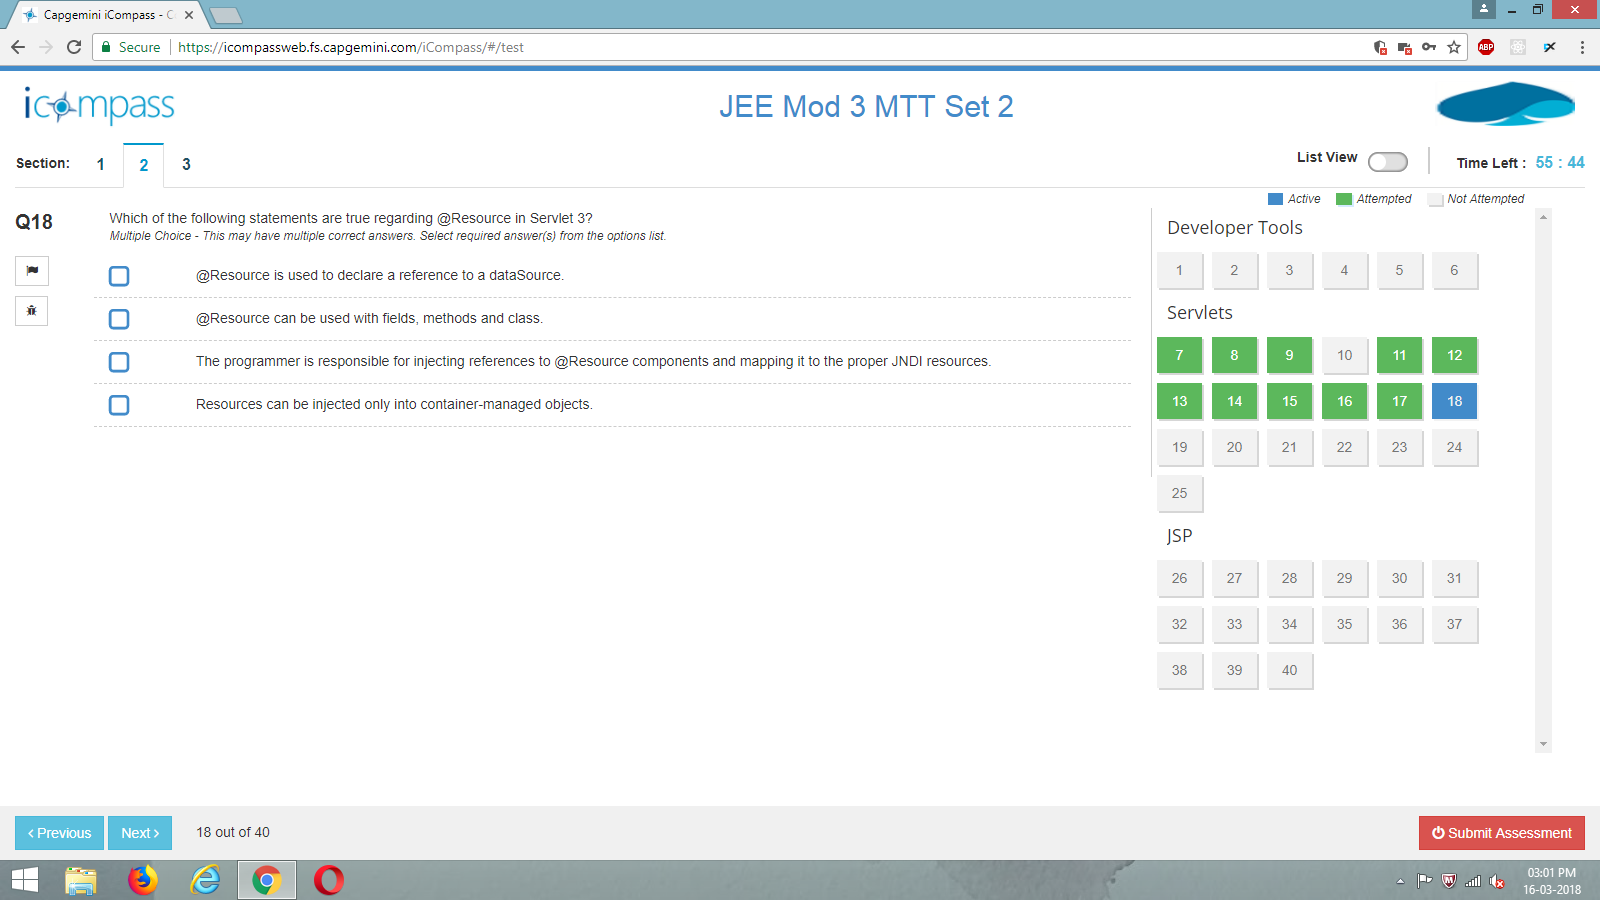 Capgemini iCompass - C
Secure
https://icompassweb.fs.capgemini.com/iCompass/#/test
ABP
icompass
JEE Mod 3 MTT Set 2
Section:
1
2
3
List View
Time Left : 55 : 44
Active
Attempted
Not Attempted
Q18
Which of the following statements are true regarding @Resource in Servlet 3?
Multiple Choice - This may have multiple correct answers. Select required answer(s) from the options list.
@Resource is used to declare a reference to a dataSource.
@Resource can be used with fields, methods and class.
The programmer is responsible for injecting references to @Resource components and mapping it to the proper JNDI resources.
Resources can be injected only into container-managed objects.
Developer Tools
1 2 3 4 5 6
Servlets
7 8 9 10 11 12
13 14 15 16 17 18
19 20 21 22 23 24
25
JSP
26 27 28 29 30 31
32 33 34 35 36 37
38 39 40
Previous
Next
18 out of 40
Submit Assessment
03:01 PM
16-03-2018